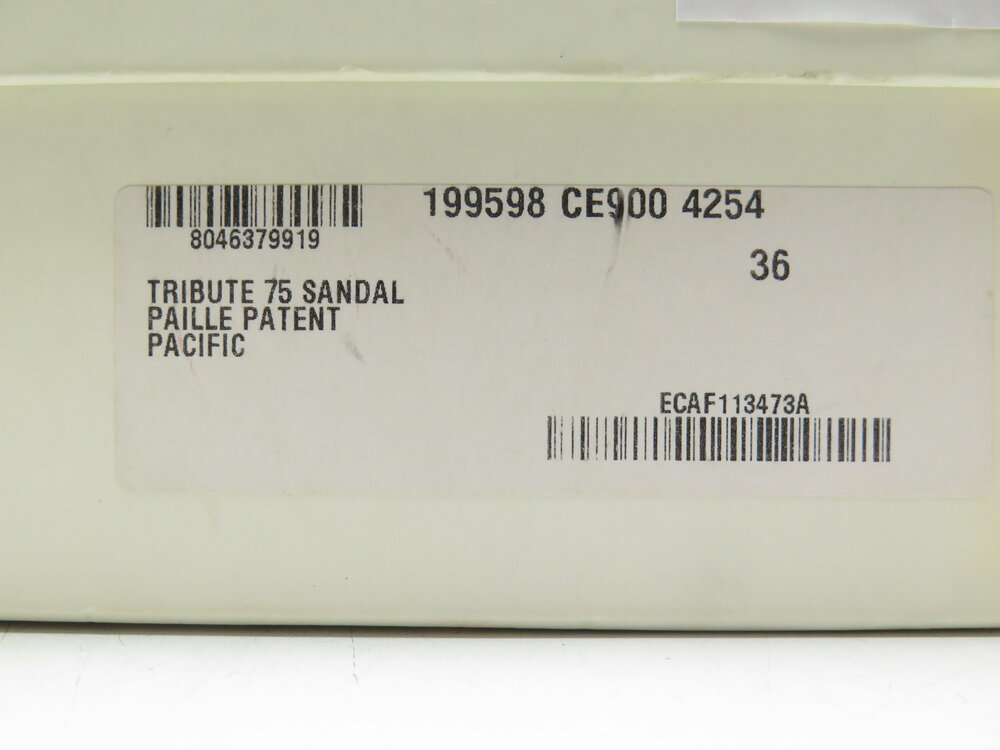 199598 CE900 4254
8046379919
36
TRIBUTE 75 SANDAL
PAILLE PATENT
PACIFIC
ECAF113473A